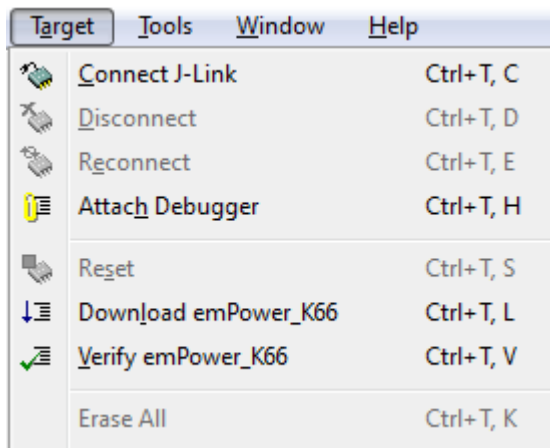 Target Tools Window Help
Connect J-Link Ctrl+T, C
Disconnect Ctrl+T, D
Reconnect Ctrl+T, E
Attach Debugger Ctrl+T, H
Reset Ctrl+T, S
Download emPower_K66 Ctrl+T, L
Verify emPower_K66 Ctrl+T, V
Erase All Ctrl+T, K